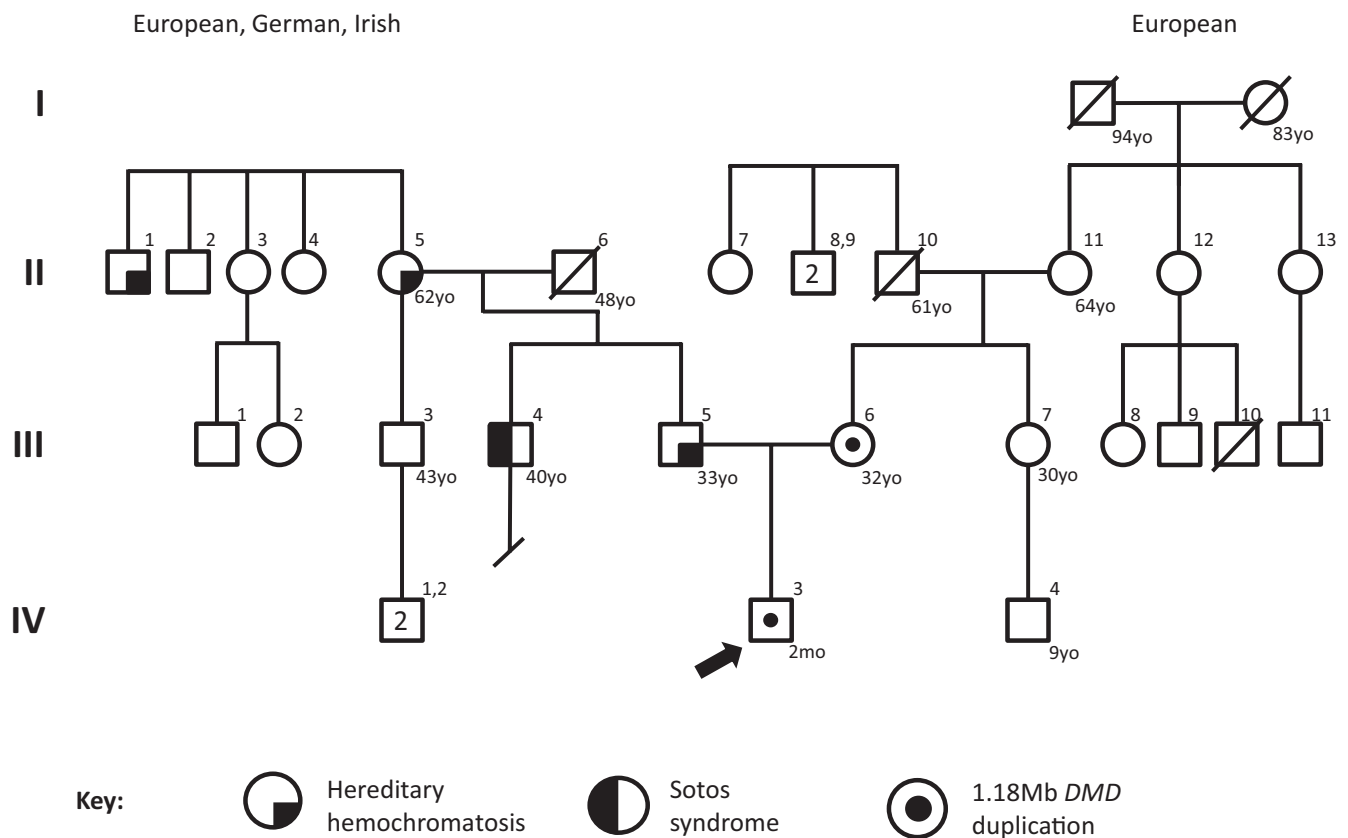 European, German, Irish European
I
94yo 83yo
1 2 3 4 5 6 7 8,9 10 11 12 13
II 2
62yo 48yo 61yo 64yo
1 2 3 4 5 6 7 8 9 10 11
III
43yo 40yo 33yo 32yo 30yo
1,2 3 4
IV 2
2mo 9yo
Key: Hereditary hemochromatosis
Sotos syndrome
1.18Mb DMD duplication